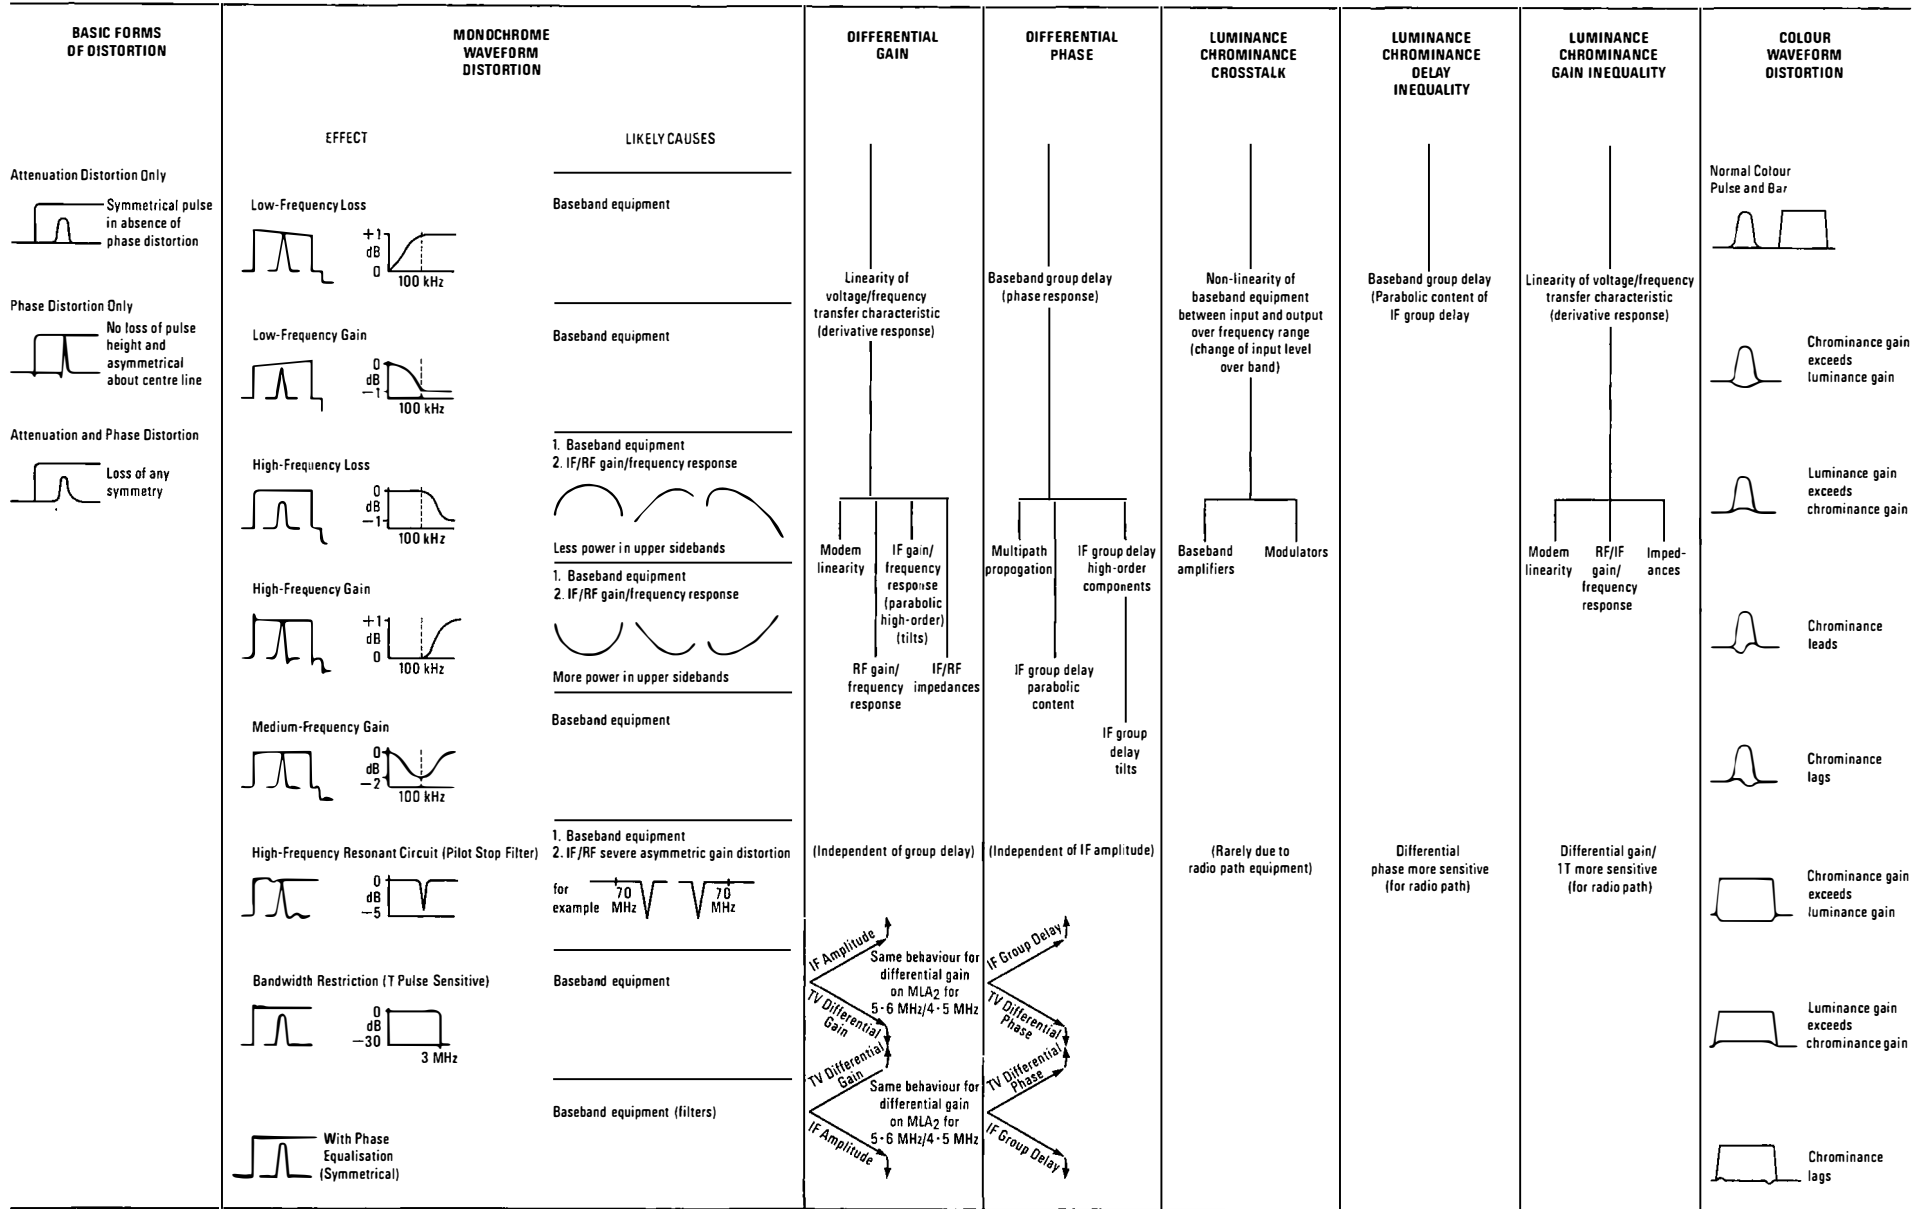 BASIC FORMS
OF DISTORTION
Attenuation Distortion Only
Symmetrical pulse
in absence of
phase distortion
Phase Distortion Only
No loss of pulse
height and
asymmetrical
about centre line
Attenuation and Phase Distortion
Loss of any
symmetry
MONOCHROME
WAVEFORM
DISTORTION
EFFECT
LIKELY CAUSES
Low-Frequency Loss
+1
dB
0
100 kHz
Baseband equipment
Low-Frequency Gain
0
dB
−1
100 kHz
Baseband equipment
High-Frequency Loss
0
dB
−1
100 kHz
1. Baseband equipment
2. IF/RF gain/frequency response
Less power in upper sidebands
High-Frequency Gain
+1
dB
0
100 kHz
1. Baseband equipment
2. IF/RF gain/frequency response
More power in upper sidebands
Medium-Frequency Gain
0
dB
−2
100 kHz
Baseband equipment
High-Frequency Resonant Circuit (Pilot Stop Filter)
0
dB
−5
1. Baseband equipment
2. IF/RF severe asymmetric gain distortion
for
example
70
MHz
70
MHz
Bandwidth Restriction (T Pulse Sensitive)
0
dB
−30
3 MHz
Baseband equipment
With Phase
Equalisation
(Symmetrical)
Baseband equipment (filters)
DIFFERENTIAL
GAIN
Linearity of
voltage/frequency
transfer characteristic
(derivative response)
Modem
linearity
IF gain/
frequency
response
(parabolic
high-order)
(tilts)
RF gain/
frequency
response
IF/RF
impedances
(Independent of group delay)
IF Amplitude
TV Differential
Gain
Same behaviour for
differential gain
on MLA2 for
5·6 MHz/4·5 MHz
TV Differential
Gain
IF Amplitude
Same behaviour for
differential gain
on MLA2 for
5·6 MHz/4·5 MHz
DIFFERENTIAL
PHASE
Baseband group delay
(phase response)
Multipath
propogation
IF group delay
high-order
components
IF group delay
parabolic
content
IF group
delay
tilts
(Independent of IF amplitude)
IF Group Delay
TV Differential
Phase
TV Differential
Phase
IF Group Delay
LUMINANCE
CHROMINANCE
CROSSTALK
Non-linearity of
baseband equipment
between input and output
over frequency range
(change of input level
over band)
Baseband
amplifiers
Modulators
(Rarely due to
radio path equipment)
LUMINANCE
CHROMINANCE
DELAY
INEQUALITY
Baseband group delay
(Parabolic content of
IF group delay
Differential
phase more sensitive
(for radio path)
LUMINANCE
CHROMINANCE
GAIN INEQUALITY
Linearity of voltage/frequency
transfer characteristic
(derivative response)
Modem
linearity
RF/IF
gain/
frequency
response
Imped-
ances
Differential gain/
1T more sensitive
(for radio path)
COLOUR
WAVEFORM
DISTORTION
Normal Colour
Pulse and Bar
Chrominance gain
exceeds
luminance gain
Luminance gain
exceeds
chrominance gain
Chrominance
leads
Chrominance
lags
Chrominance gain
exceeds
luminance gain
Luminance gain
exceeds
chrominance gain
Chrominance
lags